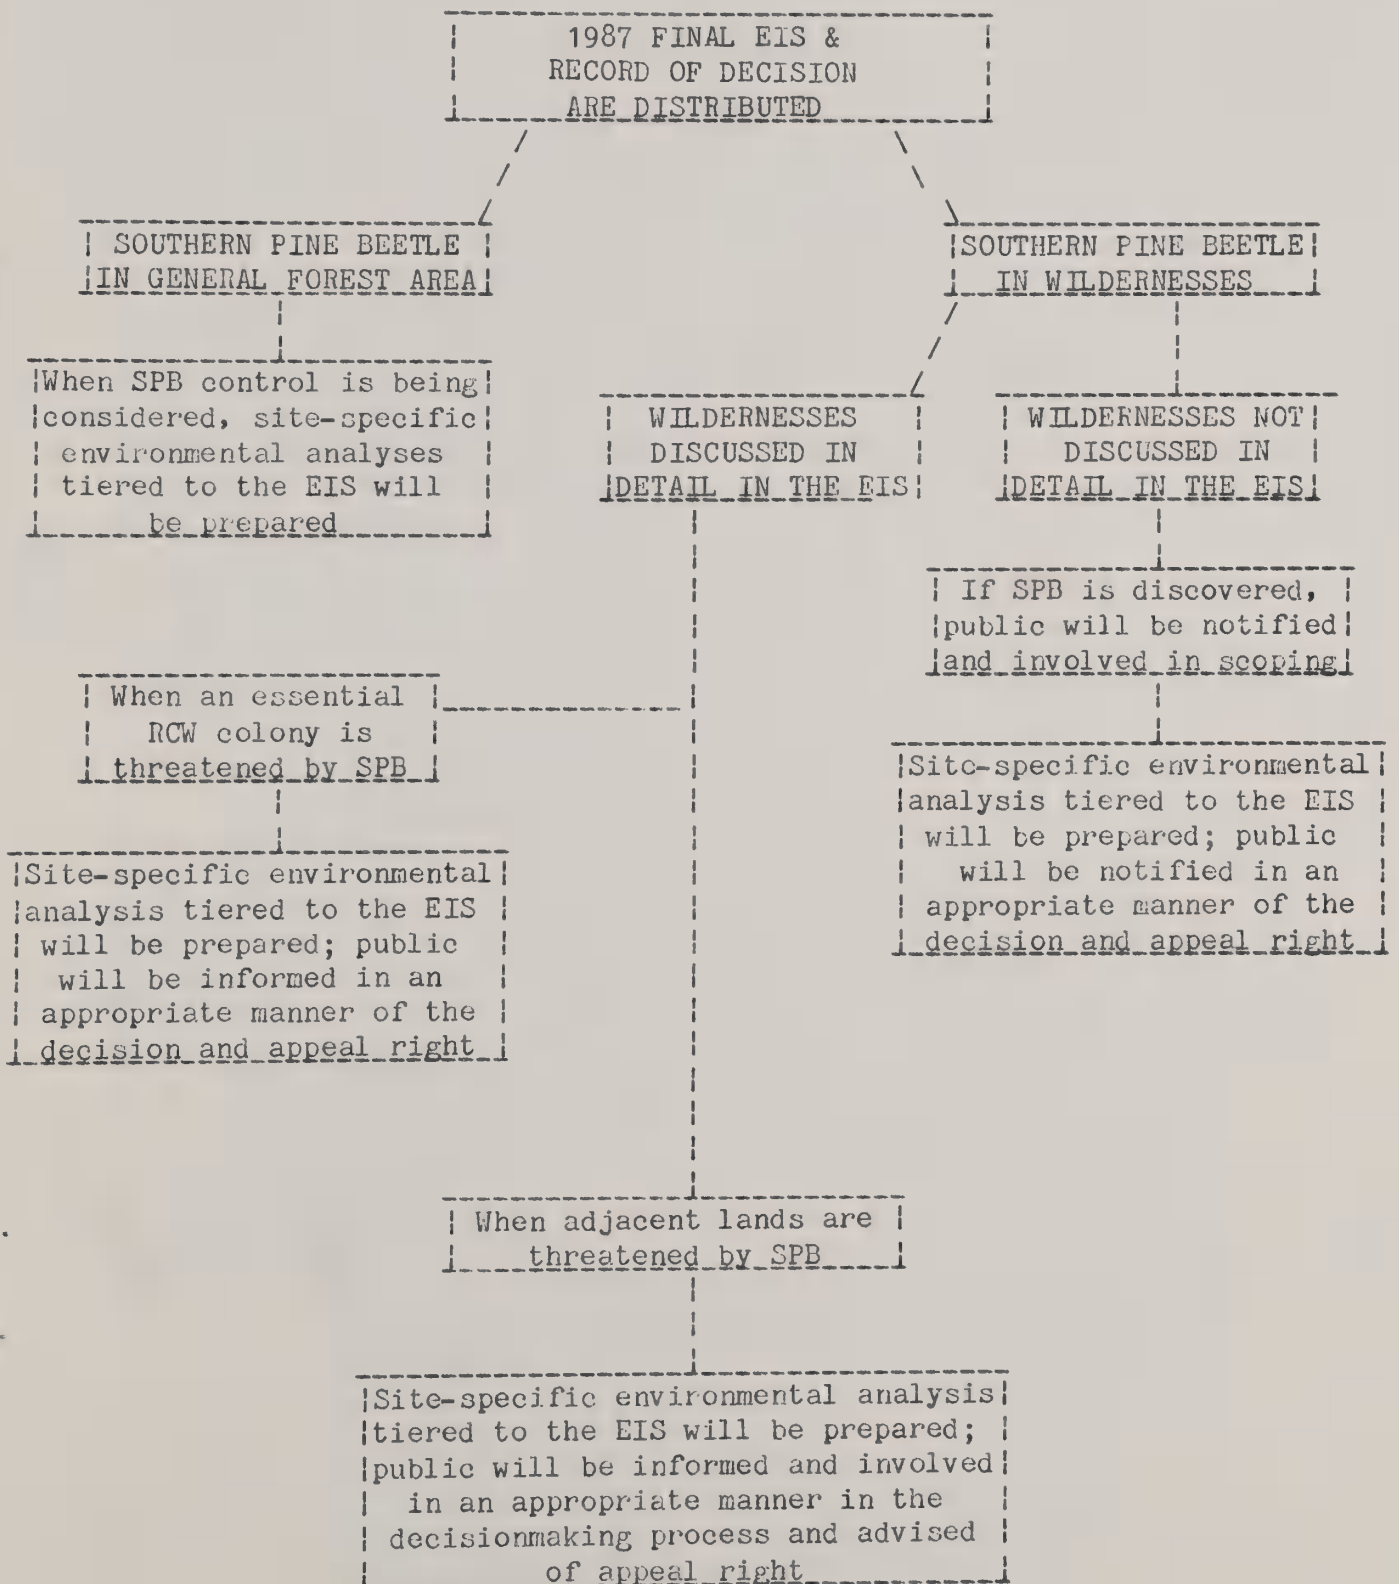 1987 FINAL EIS &
RECORD OF DECISION
ARE DISTRIBUTED
SOUTHERN PINE BEETLE
IN GENERAL FOREST AREA
SOUTHERN PINE BEETLE
IN WILDERNESSES
When SPB control is being
considered, site-specific
environmental analyses
tiered to the EIS will
be prepared
WILDERNESSES
DISCUSSED IN
DETAIL IN THE EIS
WILDERNESSES NOT
DISCUSSED IN
DETAIL IN THE EIS
If SPB is discovered,
public will be notified
and involved in scoping
When an essential
RCW colony is
threatened by SPB
Site-specific environmental
analysis tiered to the EIS
will be prepared; public
will be notified in an
appropriate manner of the
decision and appeal right
Site-specific environmental
analysis tiered to the EIS
will be prepared; public
will be informed in an
appropriate manner of the
decision and appeal right
When adjacent lands are
threatened by SPB
Site-specific environmental analysis
tiered to the EIS will be prepared;
public will be informed and involved
in an appropriate manner in the
decisionmaking process and advised
of appeal right